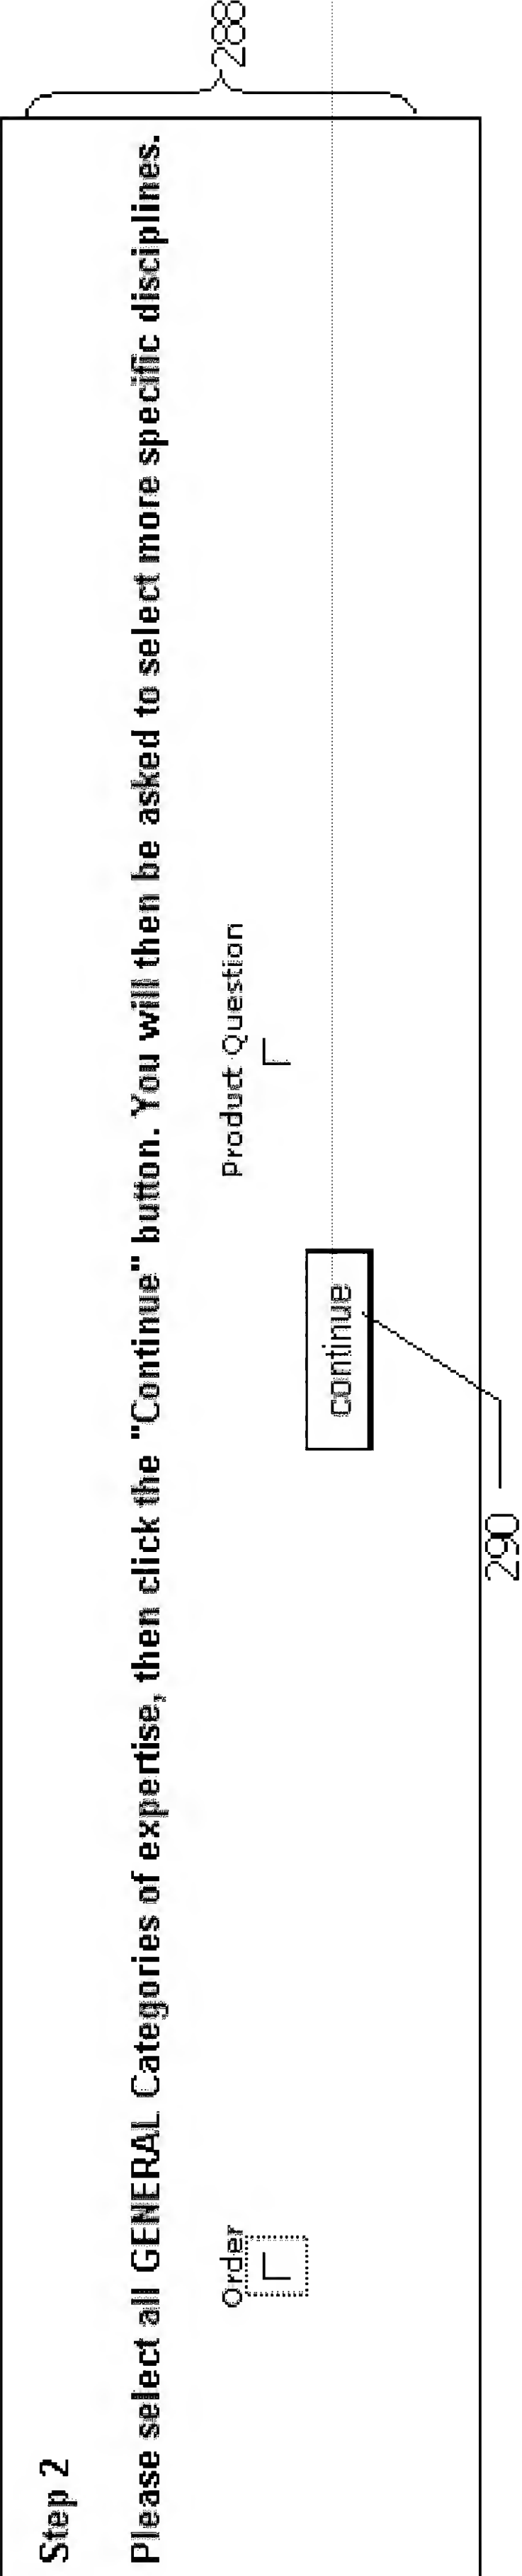 Step 2
Please select all GENERAL Categories of expertise, then click the "Continue" button. You will then be asked to select more specific disciplines.
Order
Product Question
continue
288
290